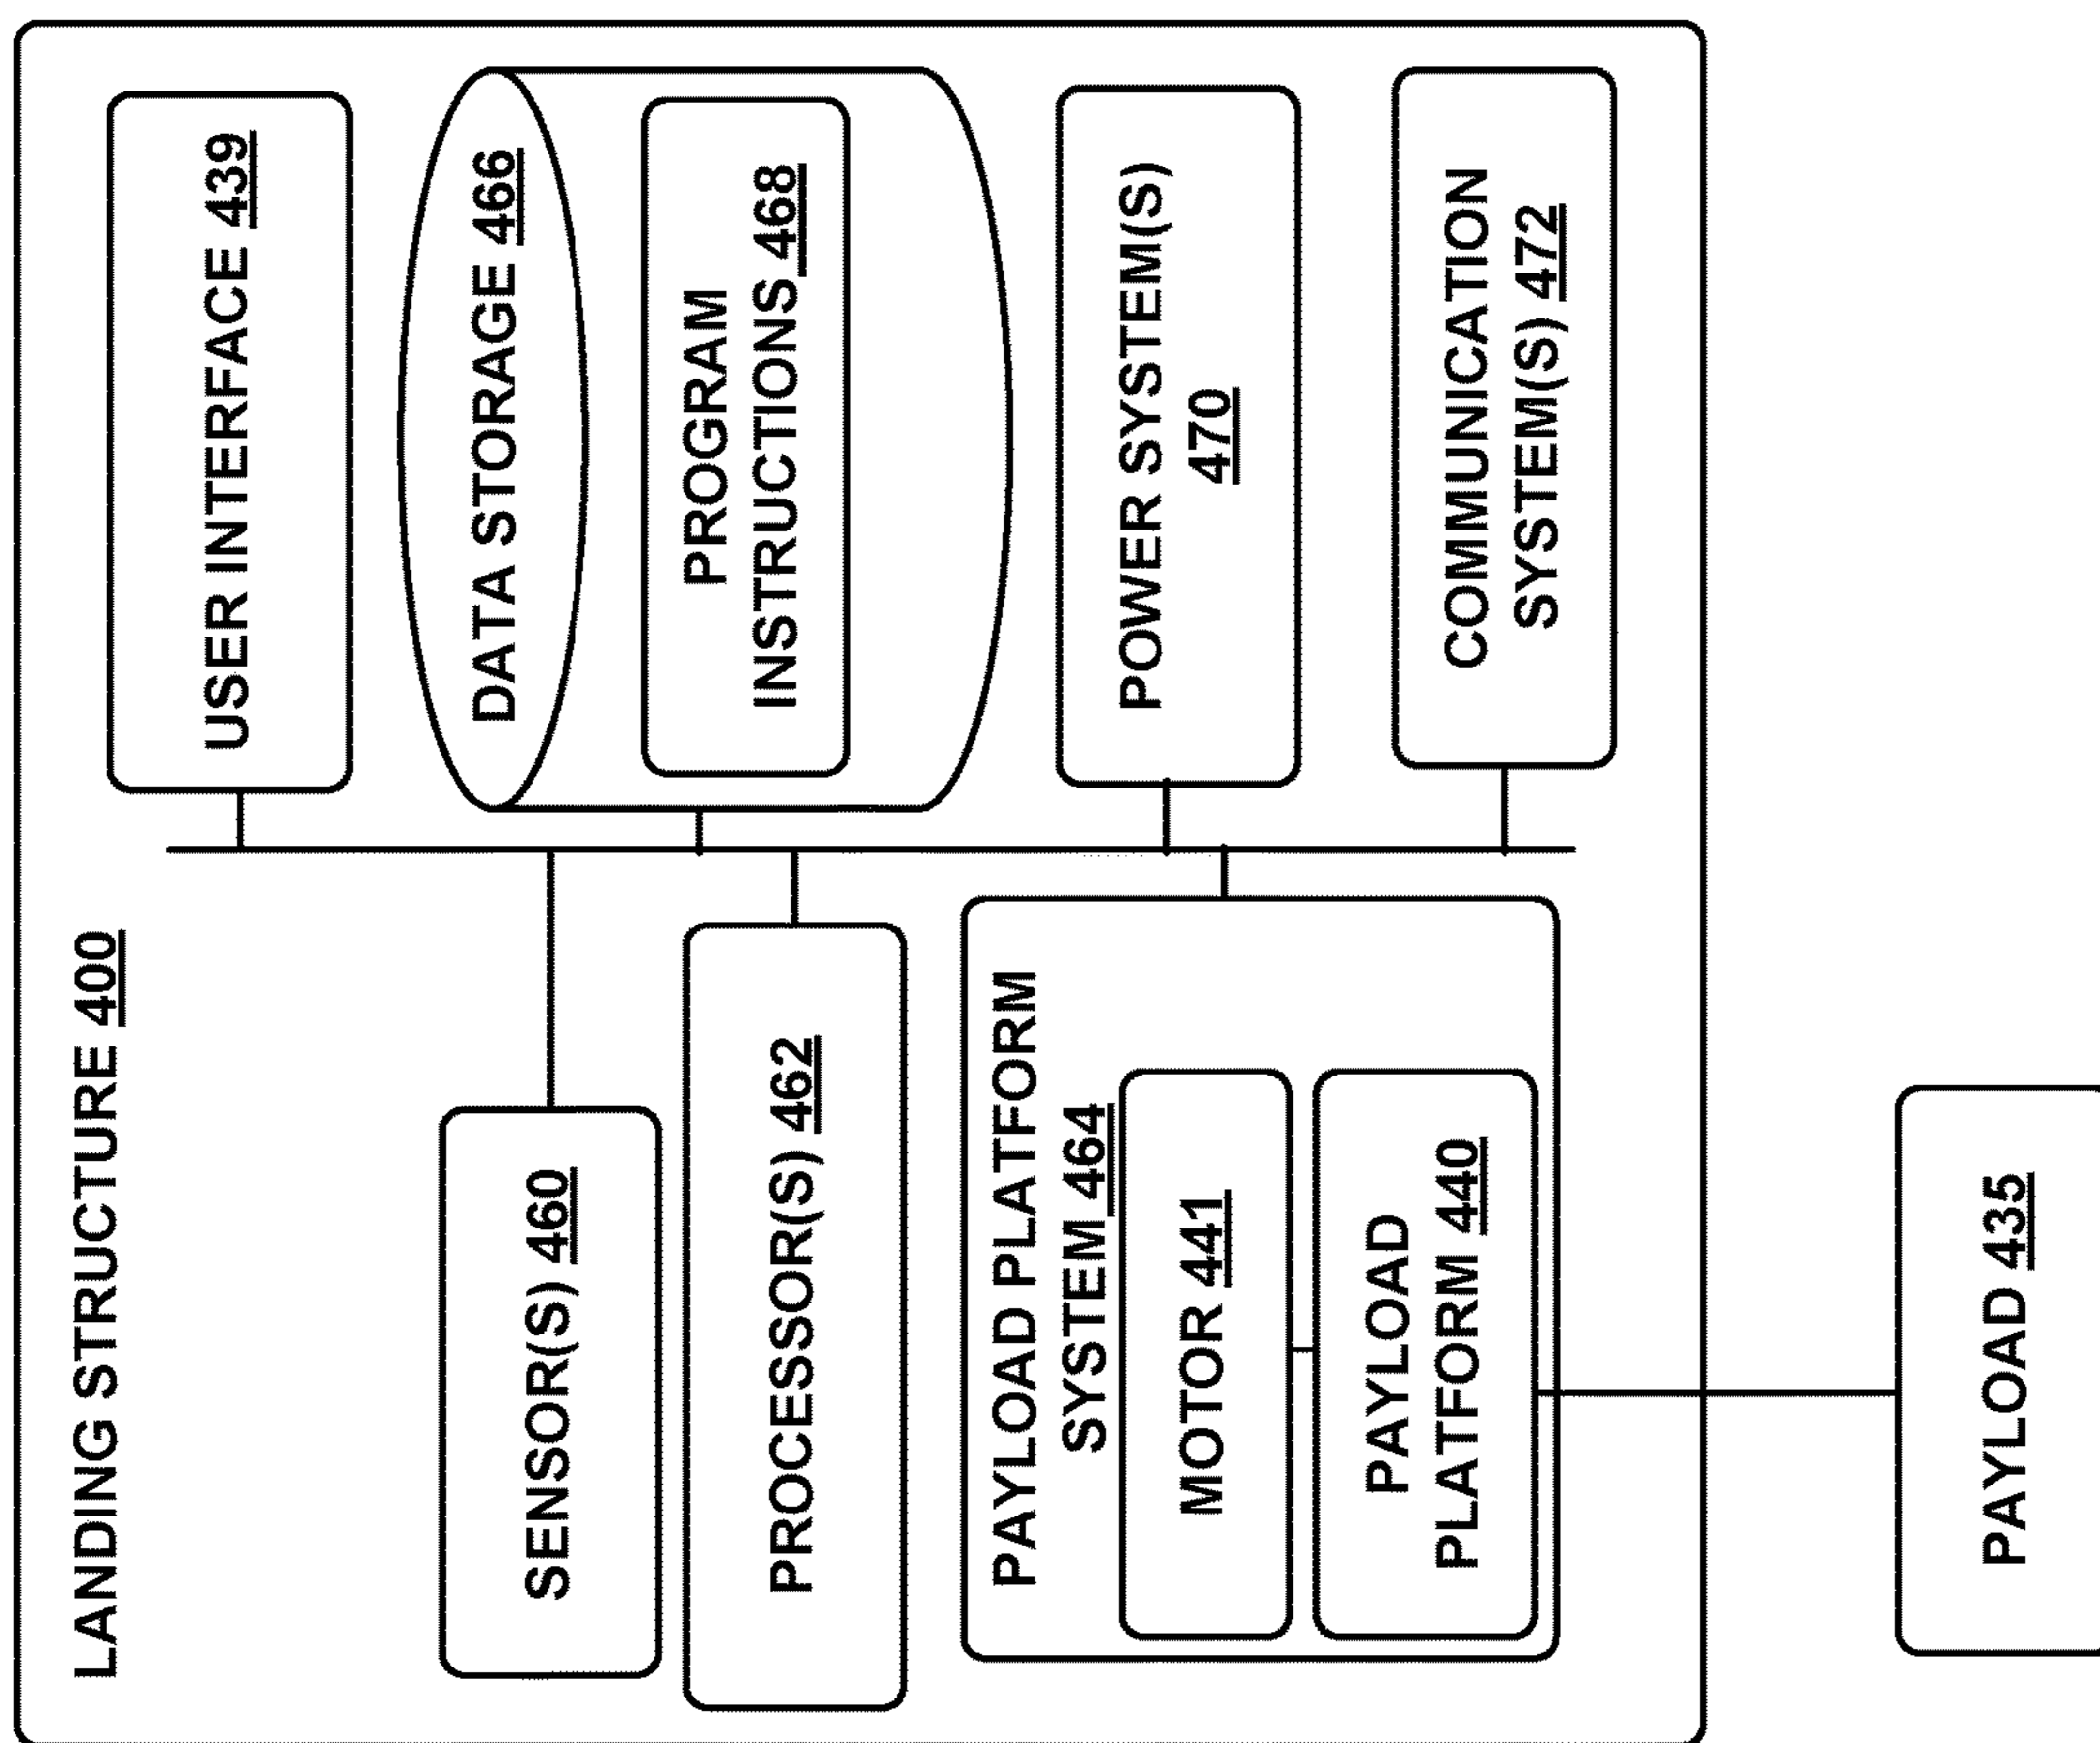 LANDING STRUCTURE 400
USER INTERFACE 439
SENSOR(S) 460
DATA STORAGE 466
PROGRAM
INSTRUCTIONS 468
PROCESSOR(S) 462
PAYLOAD PLATFORM
SYSTEM 464
MOTOR 441
PAYLOAD
PLATFORM 440
POWER SYSTEM(S)
470
COMMUNICATION
SYSTEM(S) 472
PAYLOAD 435